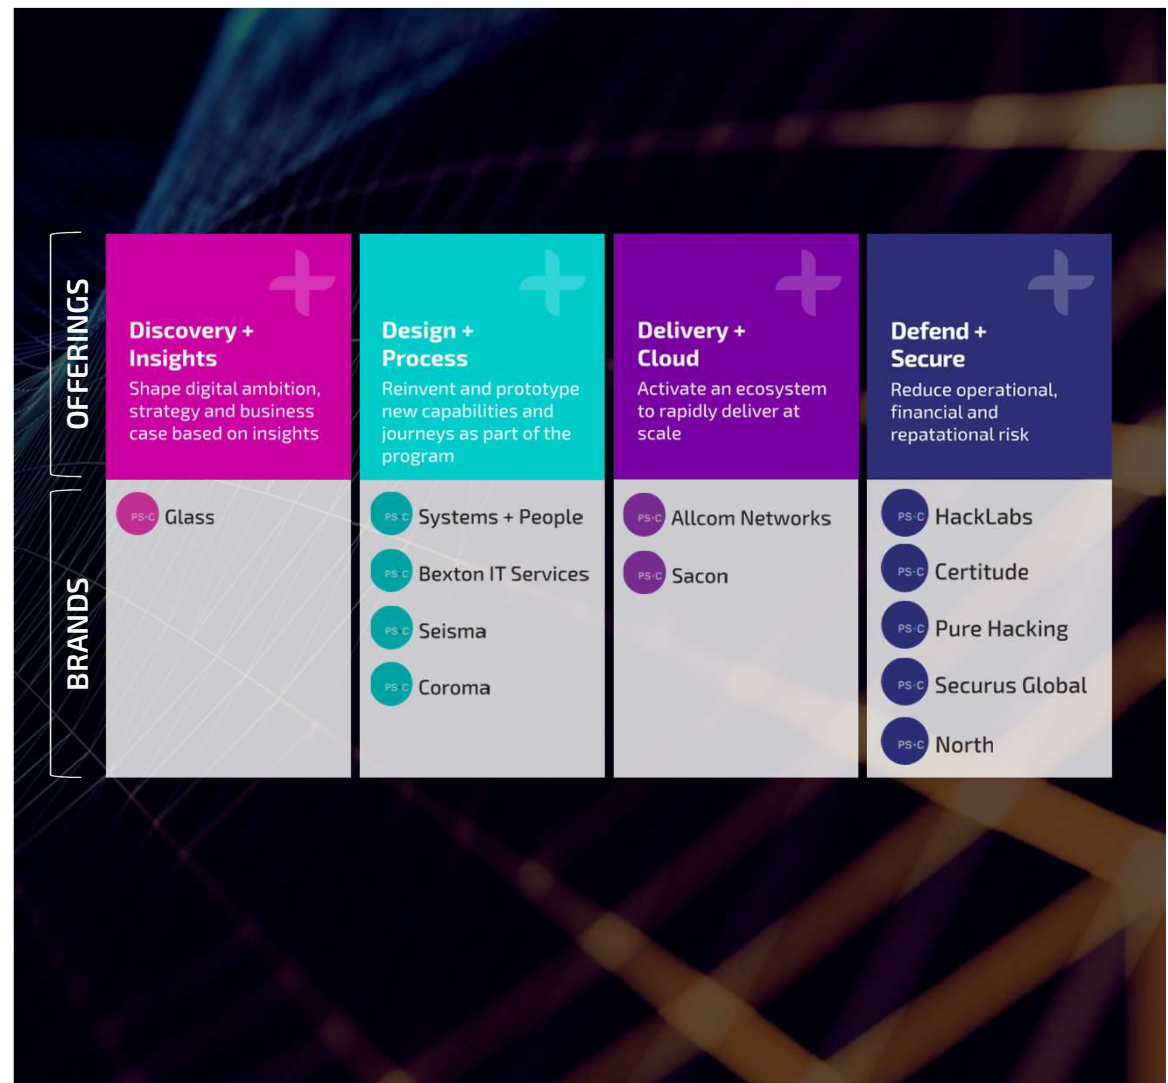 OFFERINGS
Discovery +
Insights
Shape digital ambition,
strategy and business
case based on insights
Design +
Process
Reinvent and prototype
new capabilities and
journeys as part of the
program
Delivery +
Cloud
Activate an ecosystem
to rapidly deliver at
scale
Defend +
Secure
Reduce operational,
financial and
repatational risk
BRANDS
PS+C Glass
PS+C Systems + People
PS+C Bexton IT Services
PS+C Seisma
PS+C Coroma
PS+C Allcom Networks
PS+C Sacon
PS+C HackLabs
PS+C Certitude
PS+C Pure Hacking
PS+C Securus Global
PS+C North